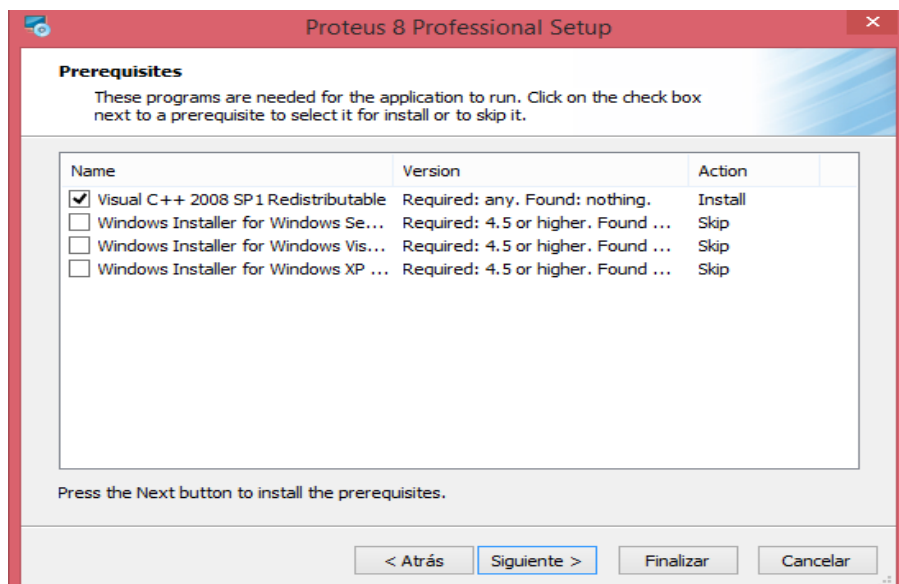 Proteus 8 Professional Setup
Prerequisites
These programs are needed for the application to run. Click on the check box
next to a prerequisite to select it for install or to skip it.
Name Version Action
Visual C++ 2008 SP1 Redistributable Required: any. Found: nothing. Install
Windows Installer for Windows Se... Required: 4.5 or higher. Found ... Skip
Windows Installer for Windows Vis... Required: 4.5 or higher. Found ... Skip
Windows Installer for Windows XP ... Required: 4.5 or higher. Found ... Skip
Press the Next button to install the prerequisites.
< Atrás Siguiente > Finalizar Cancelar